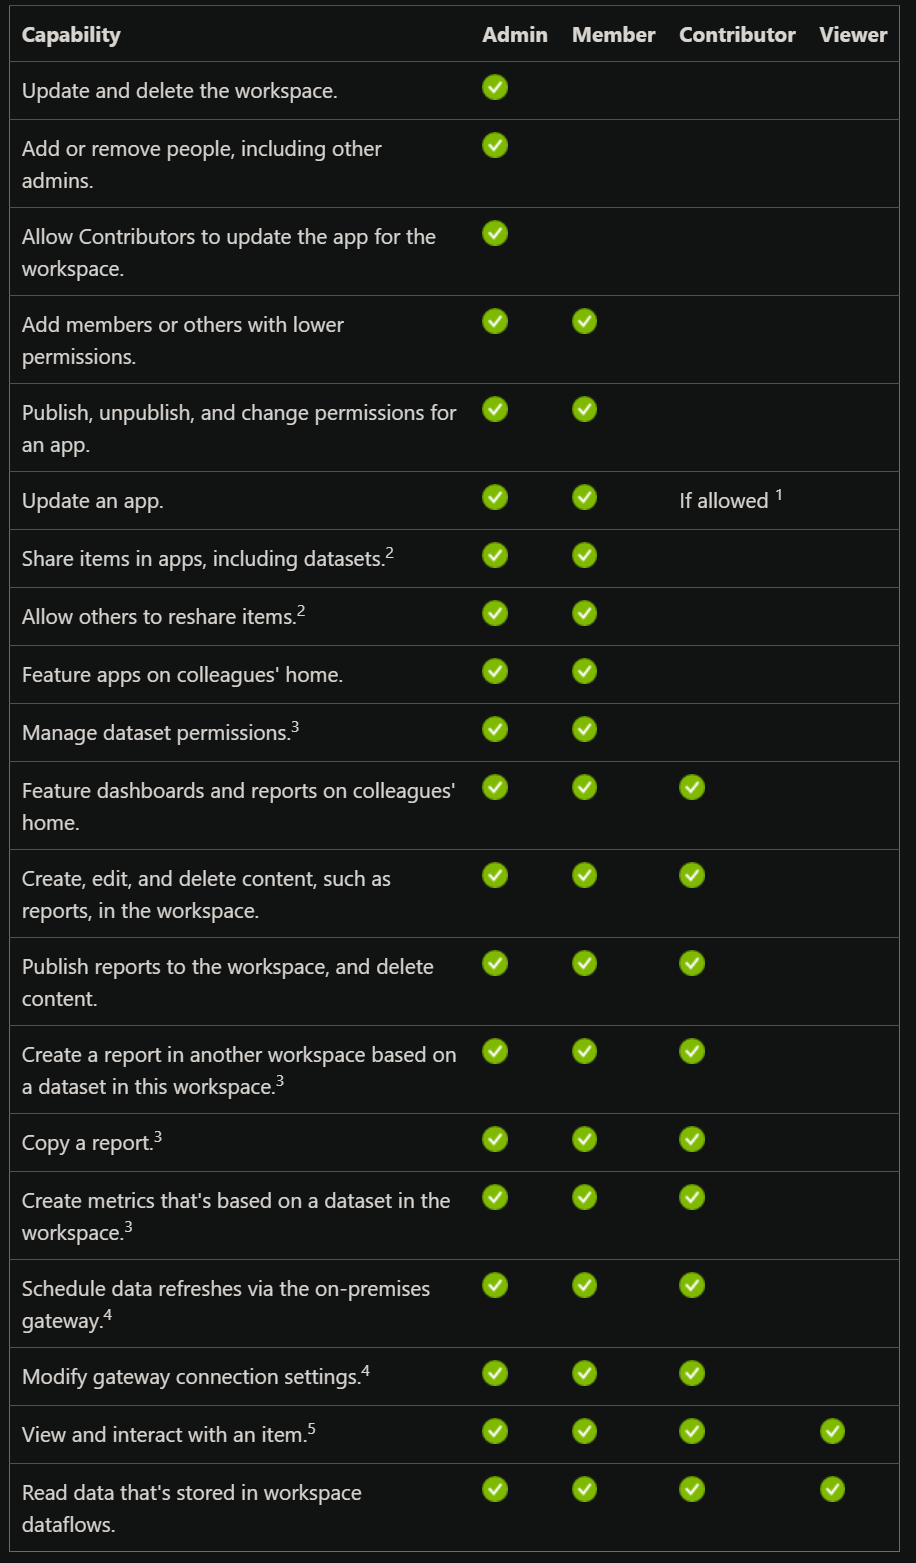 Capability Admin Member Contributor Viewer
Update and delete the workspace.
Add or remove people, including other
admins.
Allow Contributors to update the app for the
workspace.
Add members or others with lower
permissions.
Publish, unpublish, and change permissions for
an app.
Update an app. If allowed 1
Share items in apps, including datasets.2
Allow others to reshare items.2
Feature apps on colleagues' home.
Manage dataset permissions.3
Feature dashboards and reports on colleagues'
home.
Create, edit, and delete content, such as
reports, in the workspace.
Publish reports to the workspace, and delete
content.
Create a report in another workspace based on
a dataset in this workspace.3
Copy a report.3
Create metrics that's based on a dataset in the
workspace.3
Schedule data refreshes via the on-premises
gateway.4
Modify gateway connection settings.4
View and interact with an item.5
Read data that's stored in workspace
dataflows.